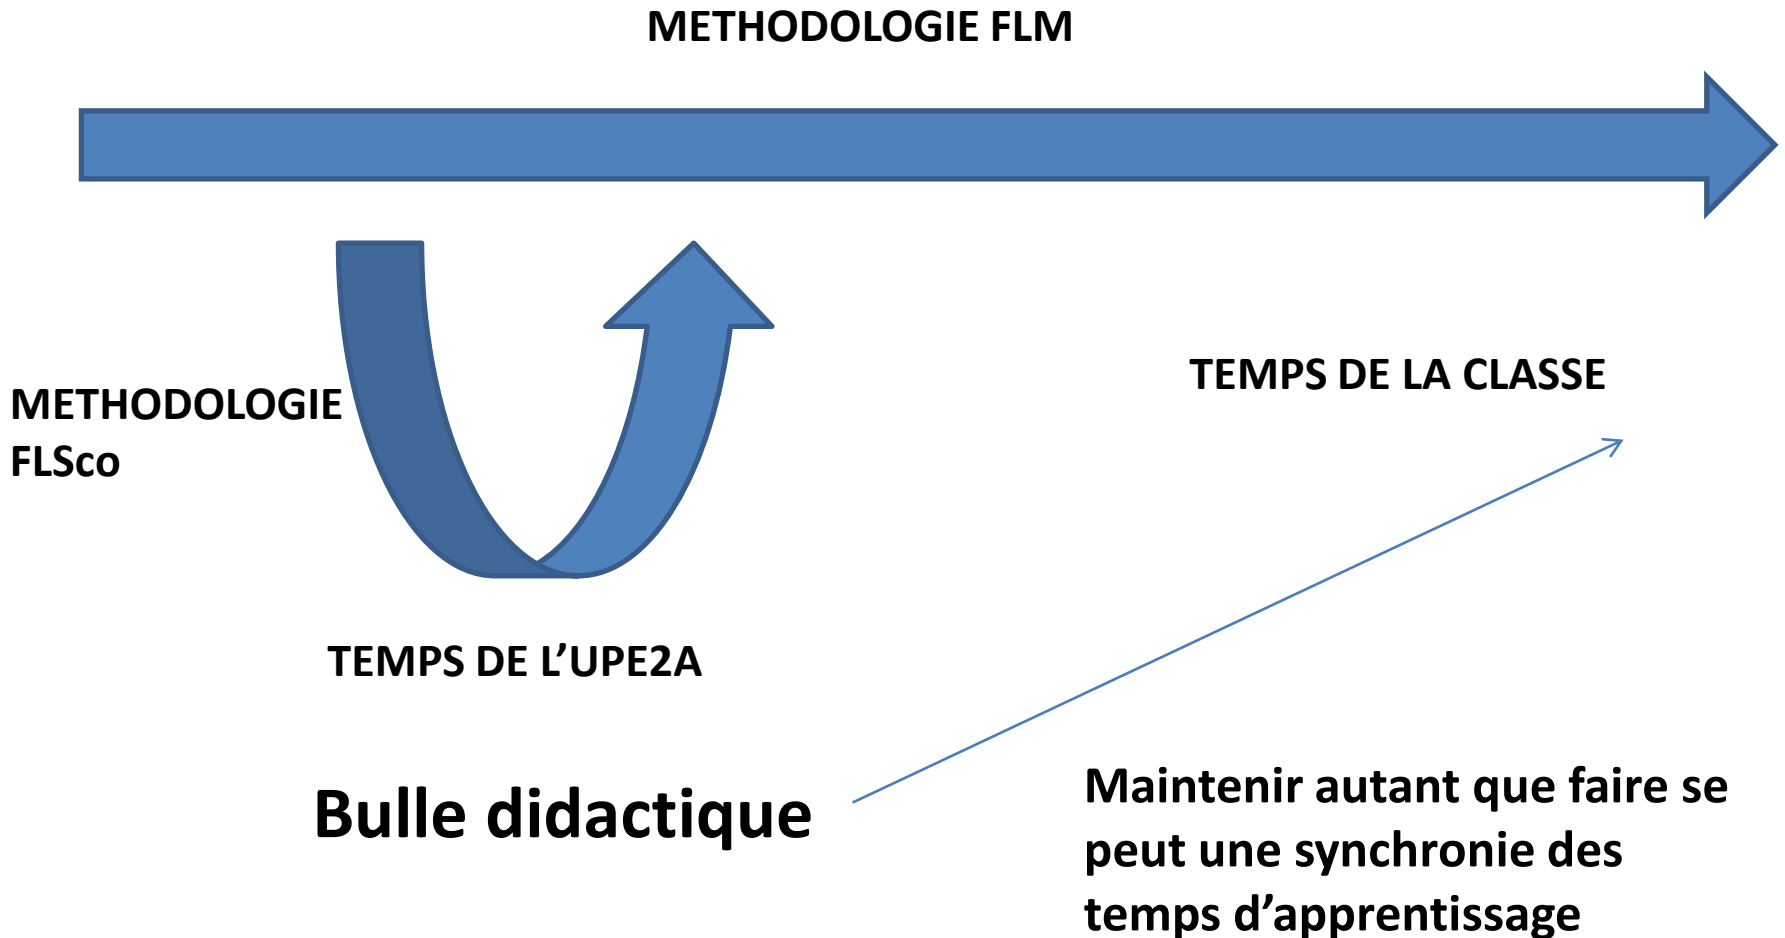 METHODOLOGIE FLM
TEMPS DE LA CLASSE
METHODOLOGIE
FLSco
TEMPS DE L’UPE2A
Bulle didactique
Maintenir autant que faire se
peut une synchronie des
temps d’apprentissage